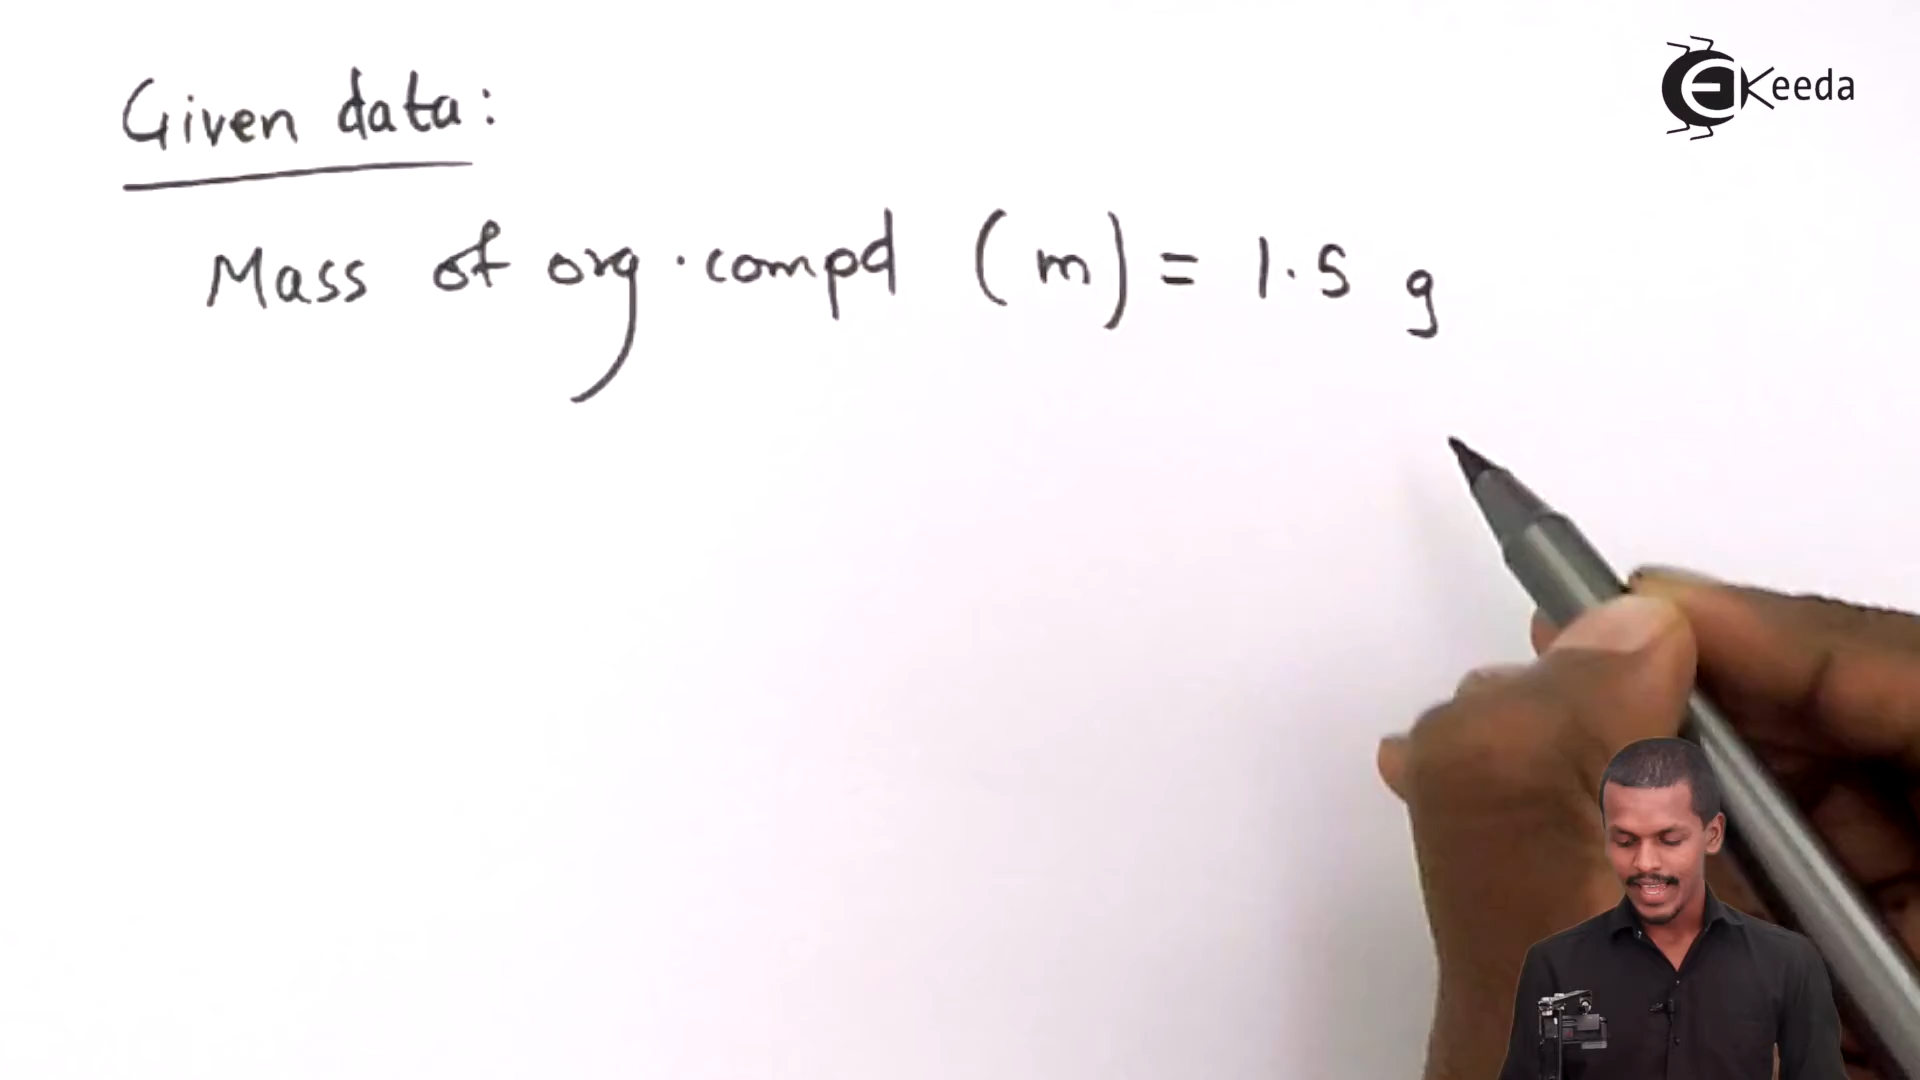 Given data:
Mass of org. compd (m) = 1.5 g
EKeeda